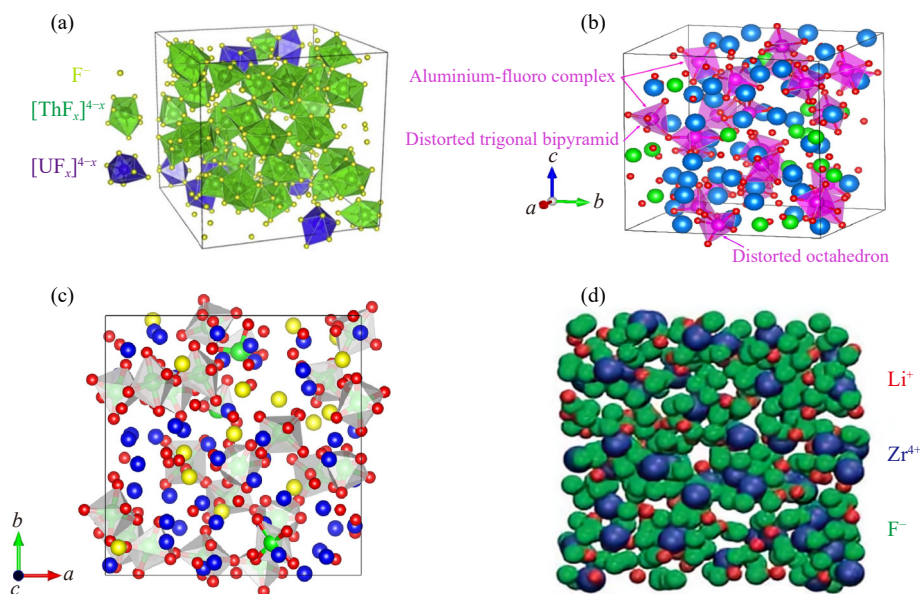 (a)
F⁻
[ThFₓ]⁴⁻ˣ
[UFₓ]⁴⁻ˣ
(b)
Aluminium-fluoro complex
Distorted trigonal bipyramid
c
a
b
Distorted octahedron
(c)
b
c
a
(d)
Li⁺
Zr⁴⁺
F⁻